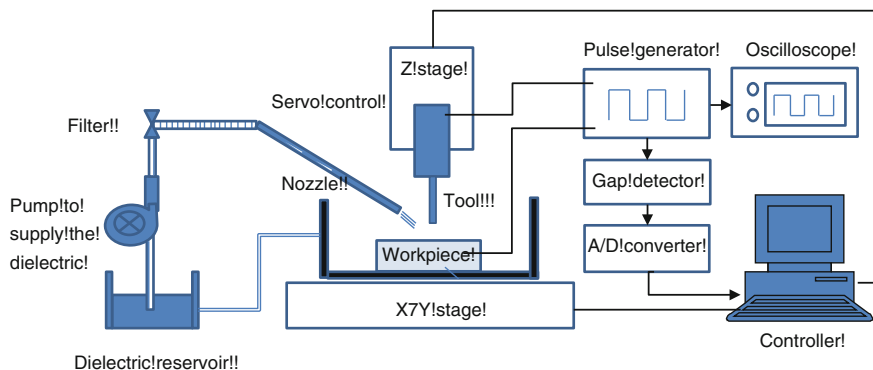 Z!stage!
Servo!control!
Pulse!generator!
Oscilloscope!
Filter!!
Nozzle!!
Tool!!!
Gap!detector!
Pump!to!
supply!the!
dielectric!
Workpiece!
A/D!converter!
X7Y!stage!
Controller!
Dielectric!reservoir!!